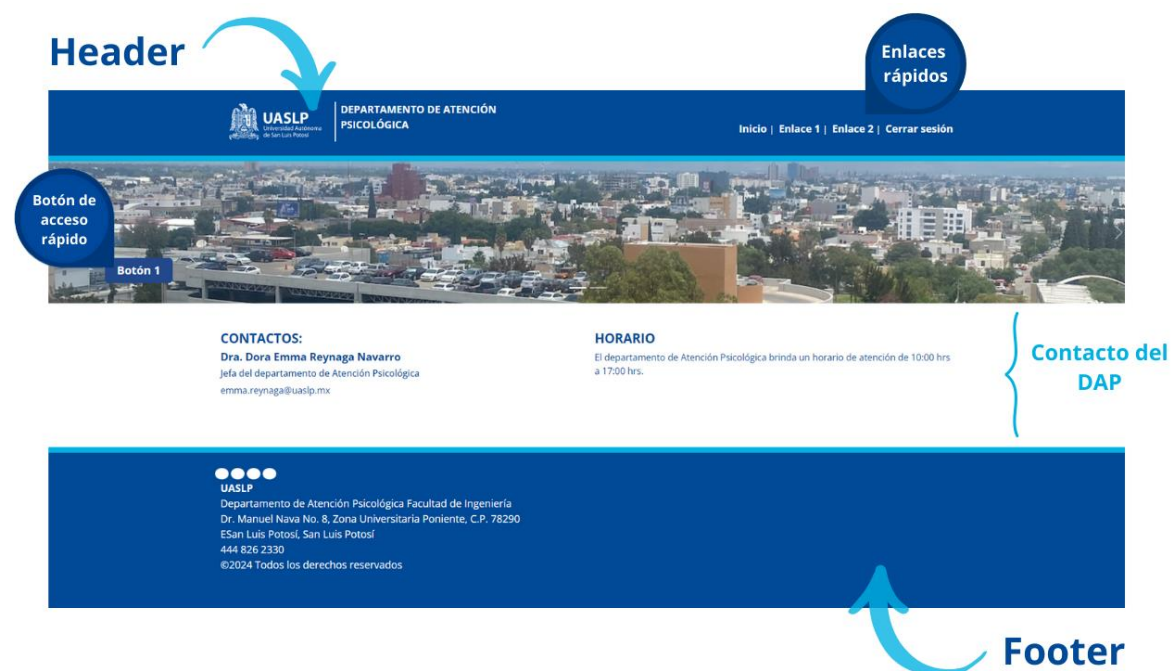 Header
Enlaces
rápidos
UASLP
Universidad Autónoma
de San Luis Potosí
DEPARTAMENTO DE ATENCIÓN
PSICOLÓGICA
Inicio | Enlace 1 | Enlace 2 | Cerrar sesión
Botón de
acceso
rápido
Botón 1
CONTACTOS:
Dra. Dora Emma Reynaga Navarro
Jefa del departamento de Atención Psicológica
emma.reynaga@uaslp.mx
HORARIO
El departamento de Atención Psicológica brinda un horario de atención de 10:00 hrs
a 17:00 hrs.
Contacto del
DAP
UASLP
Departamento de Atención Psicológica Facultad de Ingeniería
Dr. Manuel Nava No. 8, Zona Universitaria Poniente, C.P. 78290
ESan Luis Potosí, San Luis Potosí
444 826 2330
©2024 Todos los derechos reservados
Footer